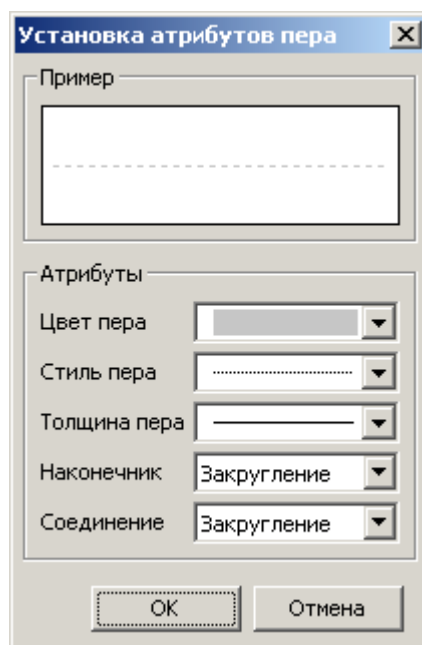 Установка атрибутов пера
Пример
Атрибуты
Цвет пера
Стиль пера
Толщина пера
Наконечник Закругление
Соединение Закругление
OK Отмена